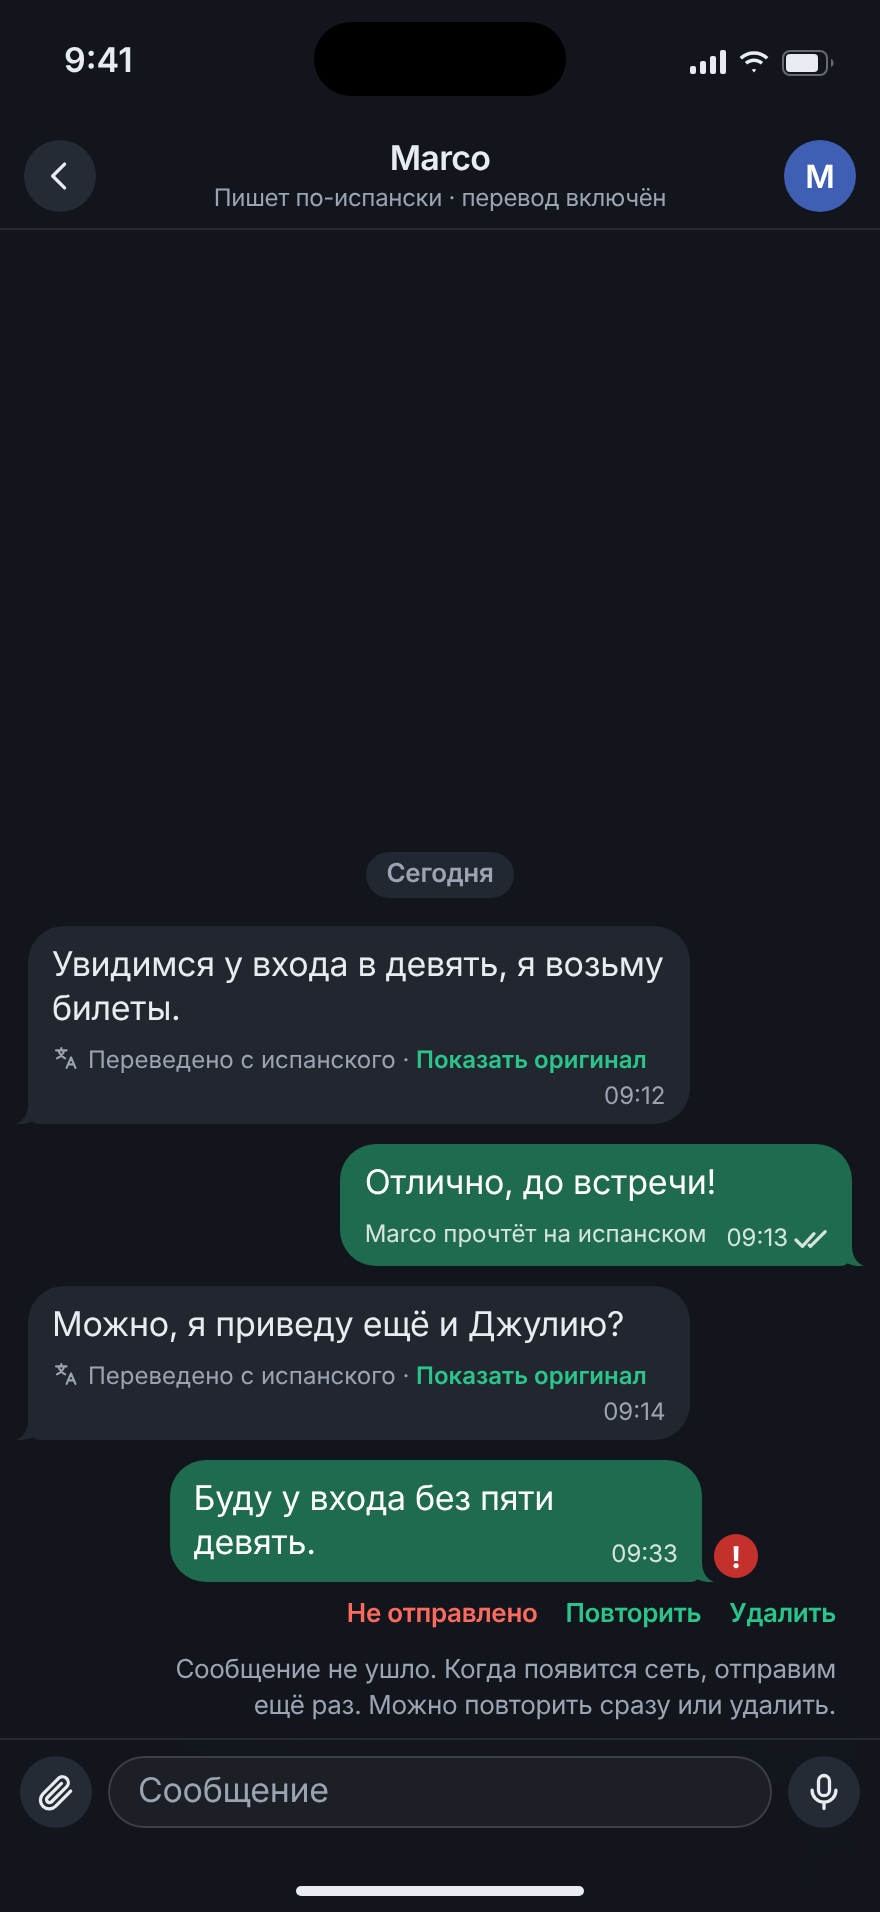 9:41
Marco
Пишет по-испански · перевод включён
M
Сегодня
Увидимся у входа в девять, я возьму
билеты.
Переведено с испанского · Показать оригинал
09:12
Отлично, до встречи!
Marco прочтёт на испанском 09:13
Можно, я приведу ещё и Джулию?
Переведено с испанского · Показать оригинал
09:14
Буду у входа без пяти
девять. 09:33
Не отправлено Повторить Удалить
Сообщение не ушло. Когда появится сеть, отправим
ещё раз. Можно повторить сразу или удалить.
Сообщение